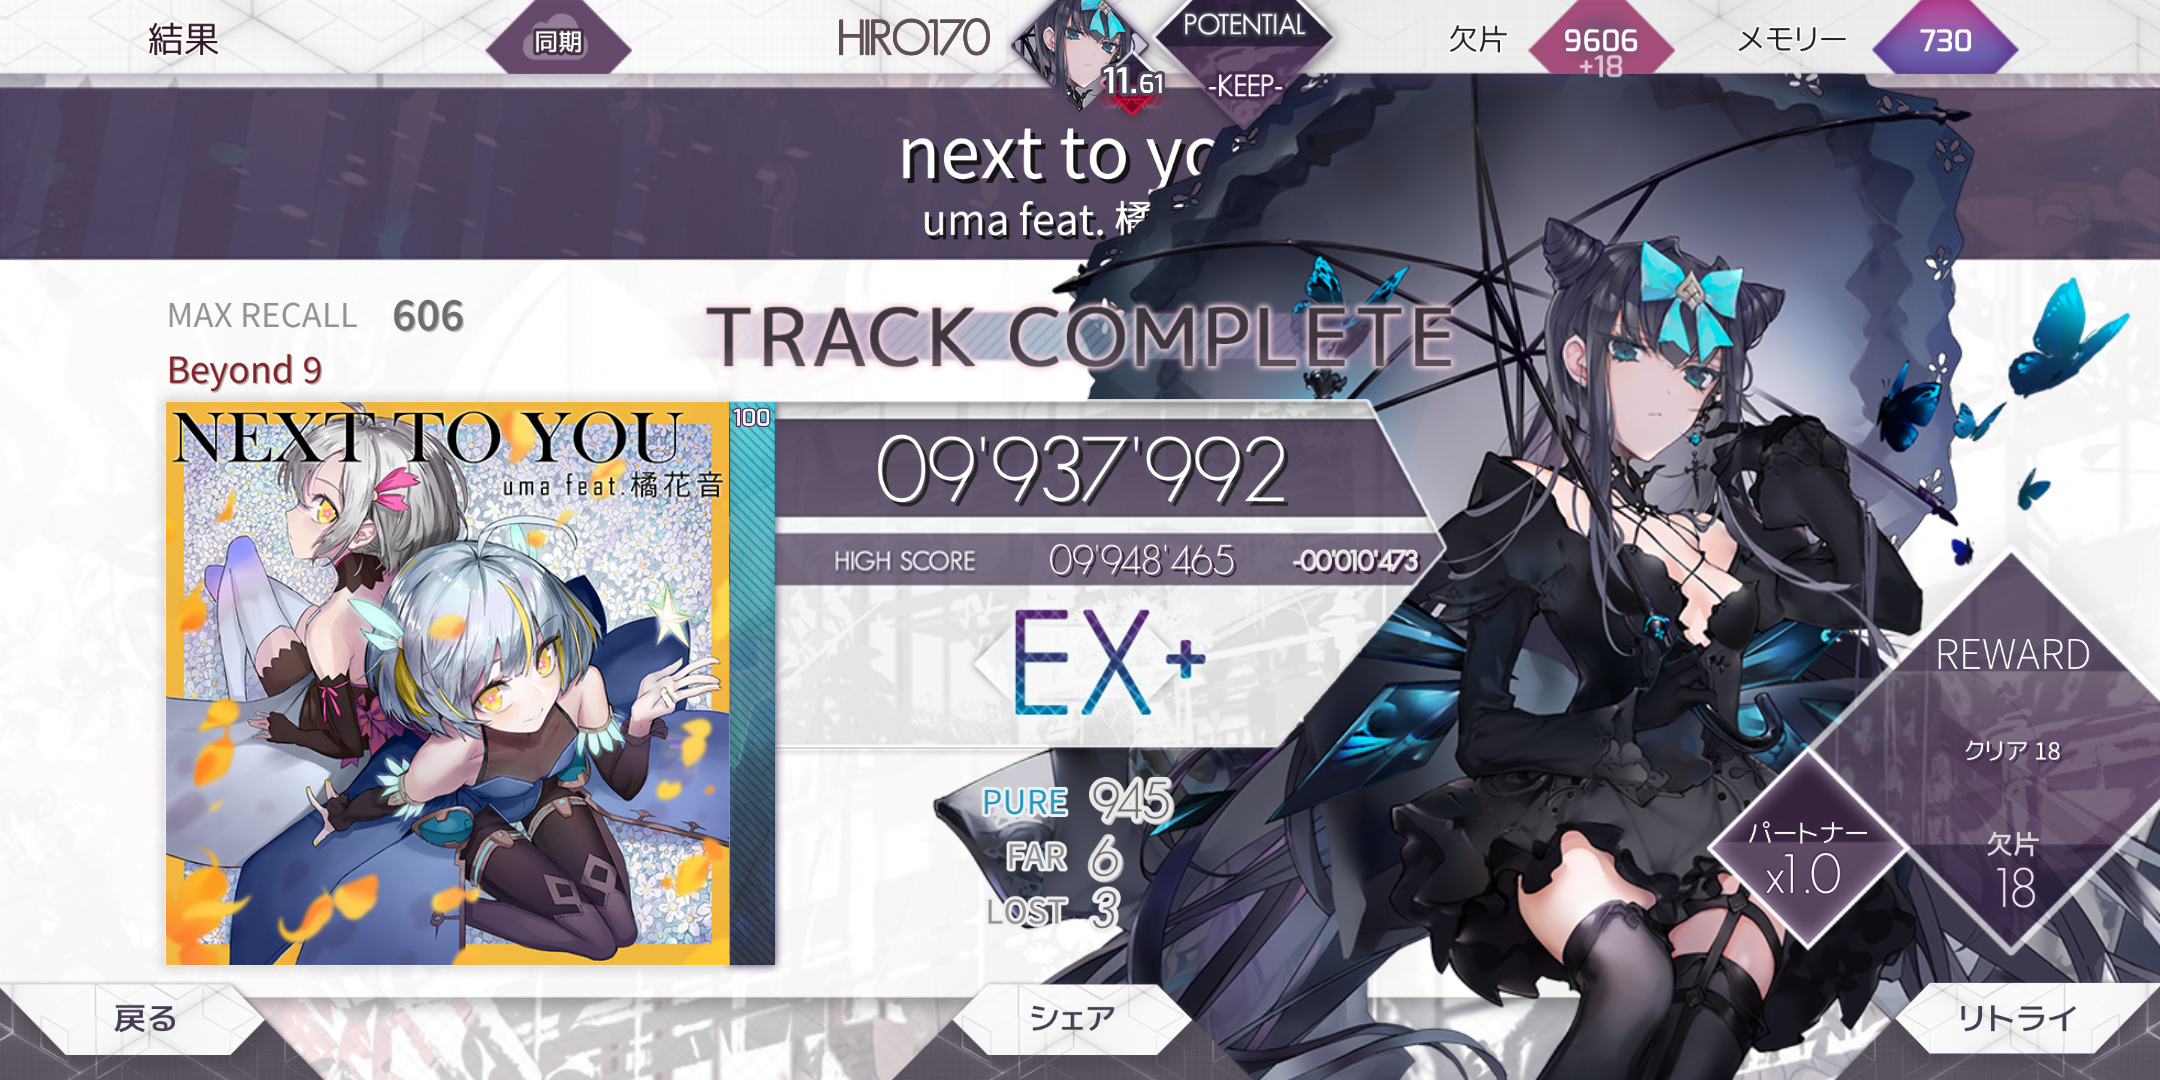 結果
同期
HIRO170
11.61
POTENTIAL
-KEEP-
欠片
9606
+18
メモリー
730
next to yo
uma feat. 橘
MAX RECALL 606
Beyond 9
TRACK COMPLETE
NEXT TO YOU
uma feat.橘花音
100
09'937'992
HIGH SCORE 09'948'465 -00'010'473
EX+
PURE 945
FAR 6
LOST 3
REWARD
クリア 18
パートナー
x1.0
欠片
18
戻る
シェア
リトライ